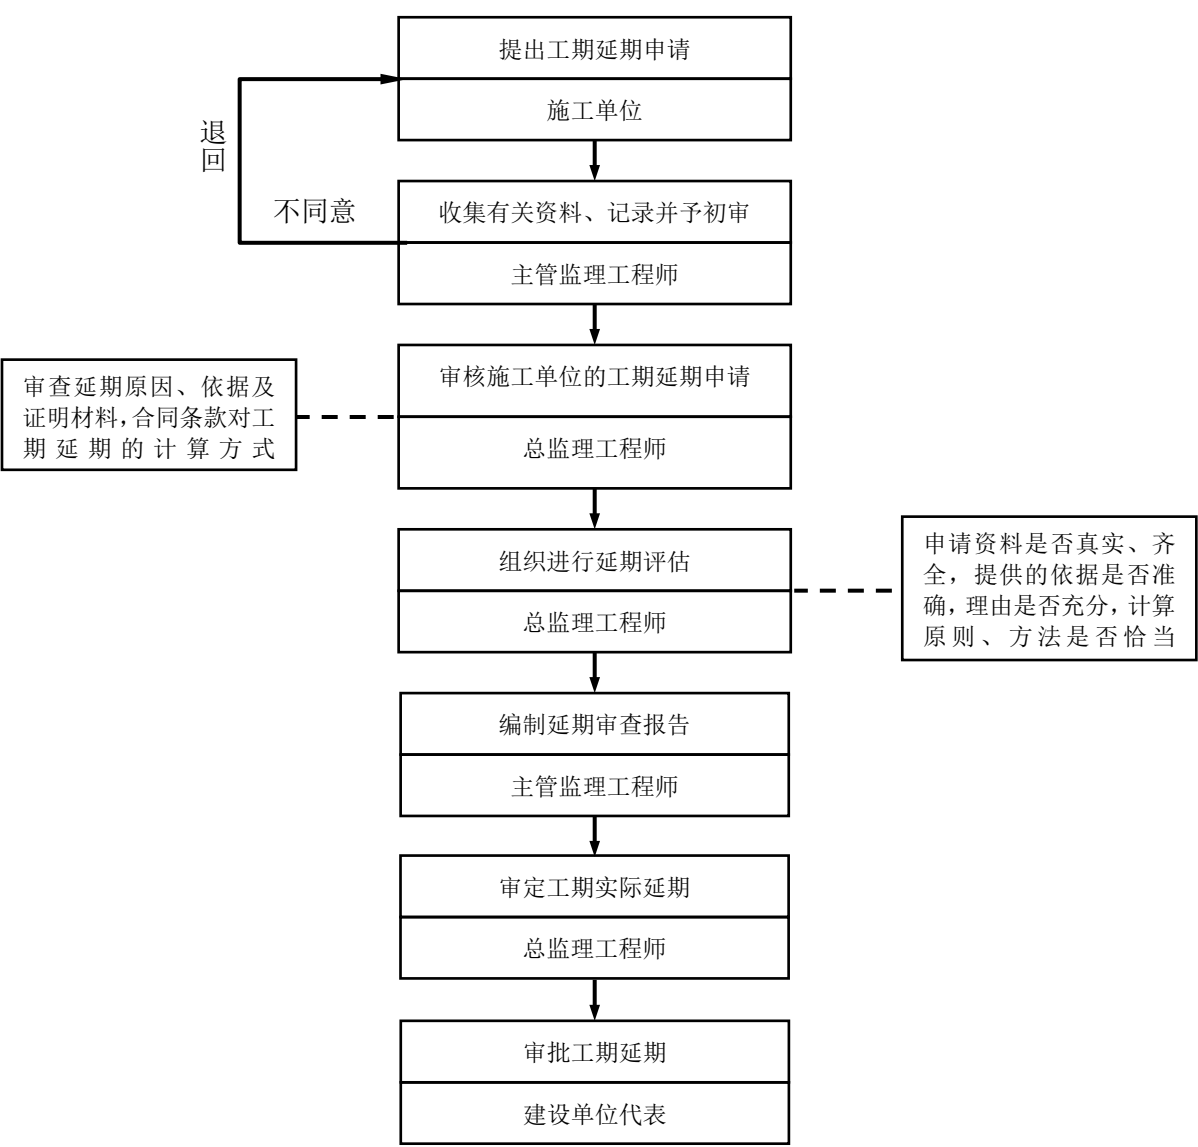 提出工期延期申请
施工单位
退
回
不同意
收集有关资料、记录并予初审
主管监理工程师
审核施工单位的工期延期申请
总监理工程师
审查延期原因、依据及
证明材料,合同条款对工
期延期的计算方式
组织进行延期评估
总监理工程师
申请资料是否真实、齐
全，提供的依据是否准
确,理由是否充分,计算
原则、方法是否恰当
编制延期审查报告
主管监理工程师
审定工期实际延期
总监理工程师
审批工期延期
建设单位代表